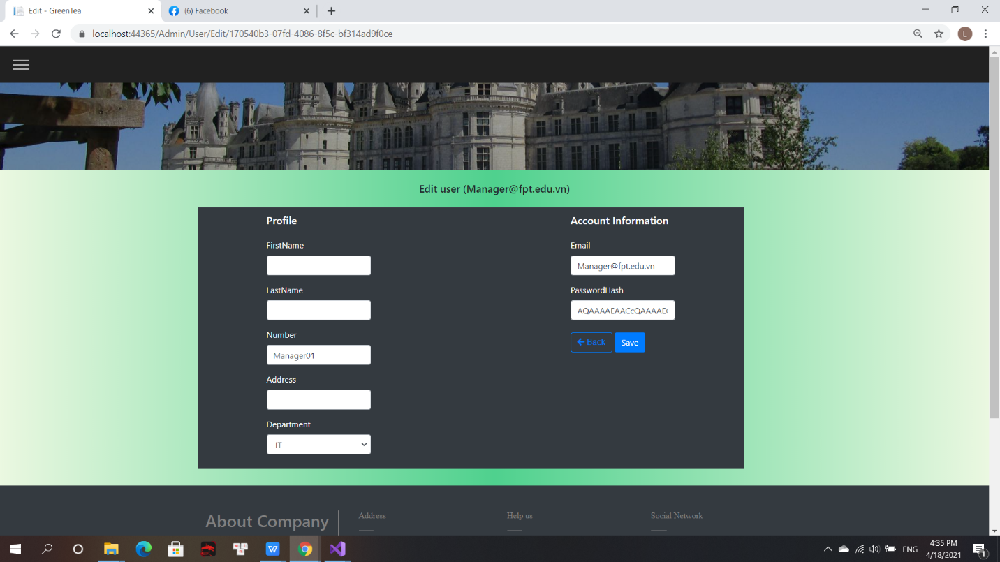 Edit - GreenTea
(6) Facebook
localhost:44365/Admin/User/Edit/170540b3-07fd-4086-8f5c-bf314ad9f0ce
L
Edit user (Manager@fpt.edu.vn)
Profile
FirstName
LastName
Number
Manager01
Address
Department
IT
Account Information
Email
Manager@fpt.edu.vn
PasswordHash
AQAAAAEAACcQAAAAE
Back
Save
About Company
Address
Help us
Social Network
W
ENG
4:35 PM
4/18/2021
1